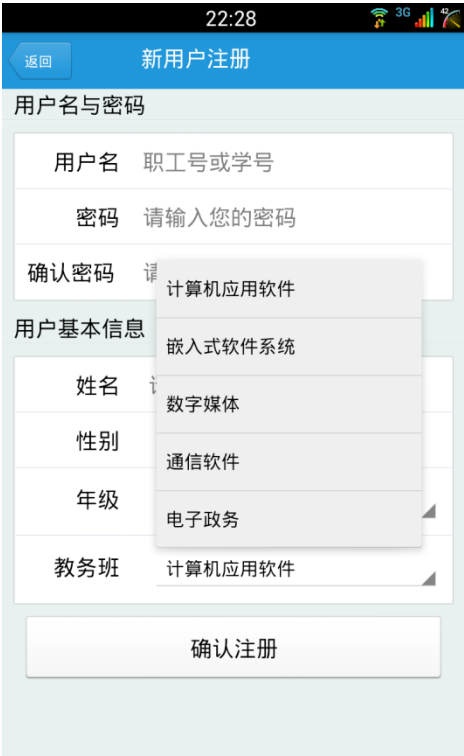 22:28
3G
42
返回
新用户注册
用户名与密码
用户名 职工号或学号
密码 请输入您的密码
确认密码 请
计算机应用软件
用户基本信息
嵌入式软件系统
姓名
数字媒体
性别
通信软件
年级
电子政务
教务班 计算机应用软件
确认注册